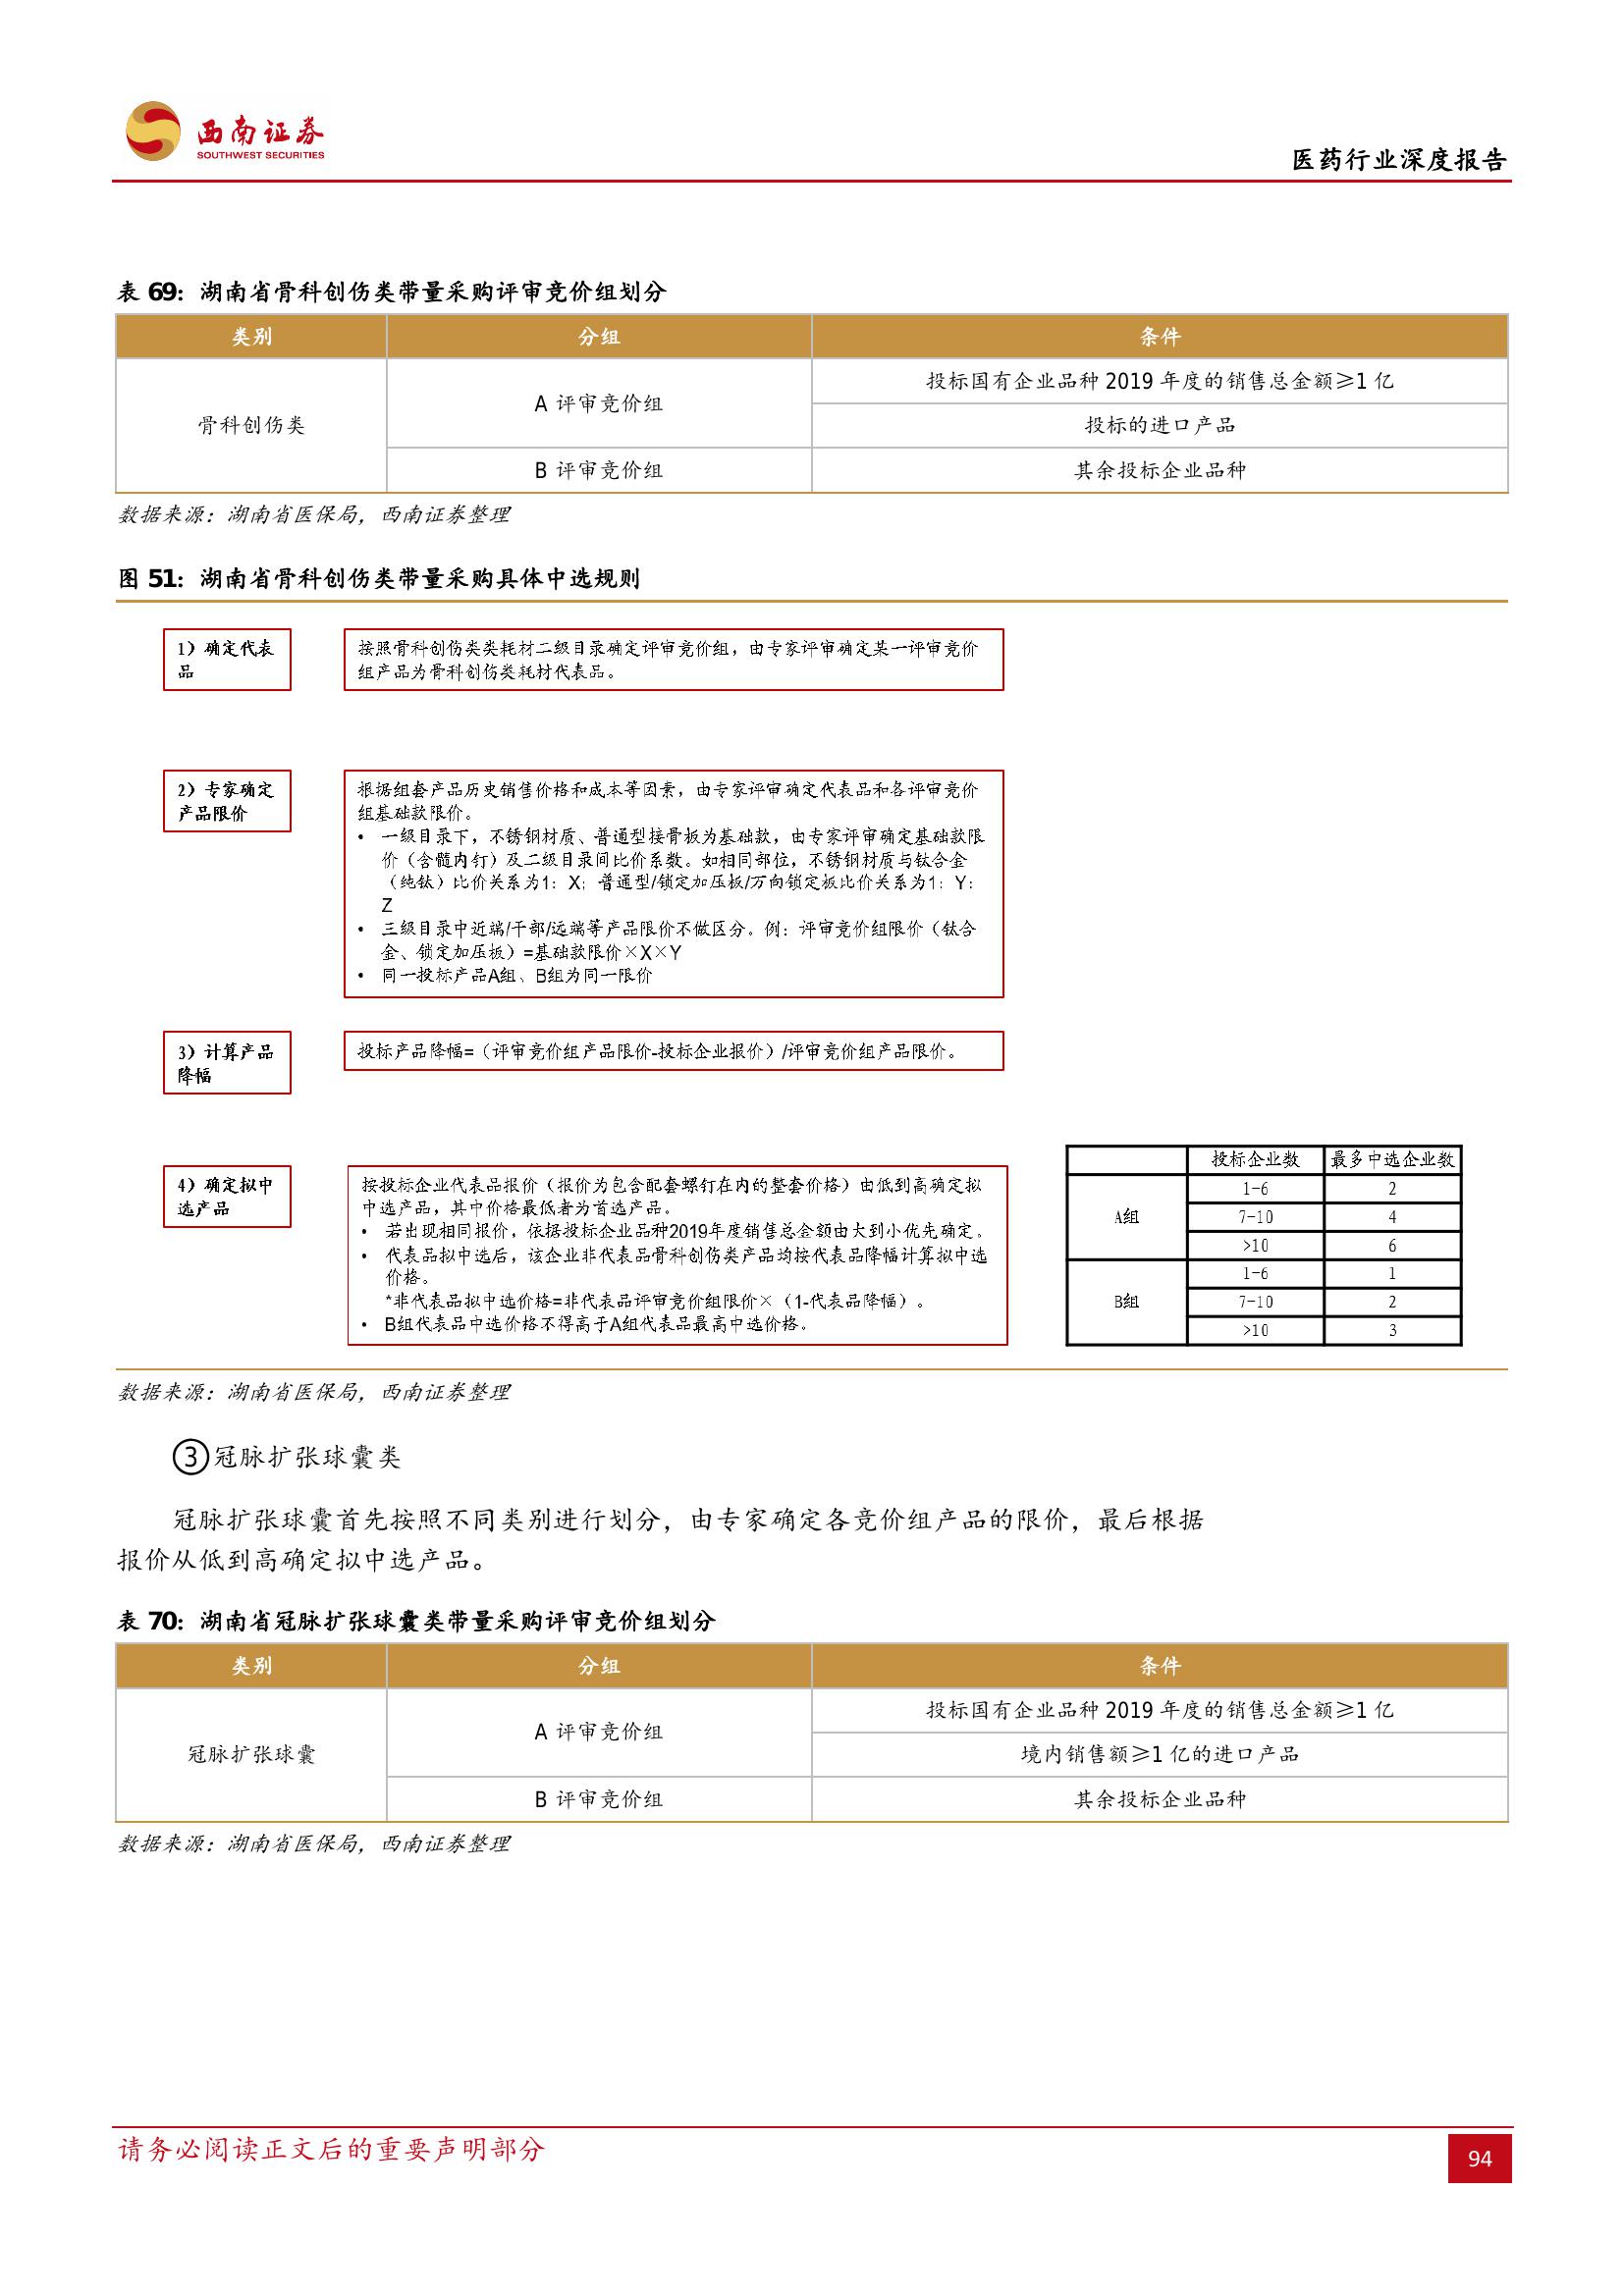 西南证券
SOUTHWEST SECURITIES
医药行业深度报告
表 69：湖南省骨科创伤类带量采购评审竞价组划分
类别 分组 条件
骨科创伤类 A 评审竞价组 投标国有企业品种 2019 年度的销售总金额≥1 亿
投标的进口产品
B 评审竞价组 其余投标企业品种
数据来源：湖南省医保局，西南证券整理
图 51：湖南省骨科创伤类带量采购具体中选规则
1）确定代表
品
按照骨科创伤类类耗材二级目录确定评审竞价组，由专家评审确定某一评审竞价
组产品为骨科创伤类耗材代表品。
2）专家确定
产品限价
根据组套产品历史销售价格和成本等因素，由专家评审确定代表品和各评审竞价
组基础款限价。
• 一级目录下，不锈钢材质、普通型接骨板为基础款，由专家评审确定基础款限
价（含髓内钉）及二级目录间比价系数。如相同部位，不锈钢材质与钛合金
（纯钛）比价关系为1：X；普通型/锁定加压板/万向锁定板比价关系为1：Y：
Z
• 三级目录中近端/干部/远端等产品限价不做区分。例：评审竞价组限价（钛合
金、锁定加压板）=基础款限价×X×Y
• 同一投标产品A组、B组为同一限价
3）计算产品
降幅
投标产品降幅=（评审竞价组产品限价-投标企业报价）/评审竞价组产品限价。
4）确定拟中
选产品
按投标企业代表品报价（报价为包含配套螺钉在内的整套价格）由低到高确定拟
中选产品，其中价格最低者为首选产品。
• 若出现相同报价，依据投标企业品种2019年度销售总金额由大到小优先确定。
• 代表品拟中选后，该企业非代表品骨科创伤类产品均按代表品降幅计算拟中选
价格。
*非代表品拟中选价格=非代表品评审竞价组限价×（1-代表品降幅）。
• B组代表品中选价格不得高于A组代表品最高中选价格。
投标企业数 最多中选企业数
A组 1-6 2
7-10 4
>10 6
B组 1-6 1
7-10 2
>10 3
数据来源：湖南省医保局，西南证券整理
③冠脉扩张球囊类
冠脉扩张球囊首先按照不同类别进行划分，由专家确定各竞价组产品的限价，最后根据
报价从低到高确定拟中选产品。
表 70：湖南省冠脉扩张球囊类带量采购评审竞价组划分
类别 分组 条件
冠脉扩张球囊 A 评审竞价组 投标国有企业品种 2019 年度的销售总金额≥1 亿
境内销售额≥1 亿的进口产品
B 评审竞价组 其余投标企业品种
数据来源：湖南省医保局，西南证券整理
请务必阅读正文后的重要声明部分
94